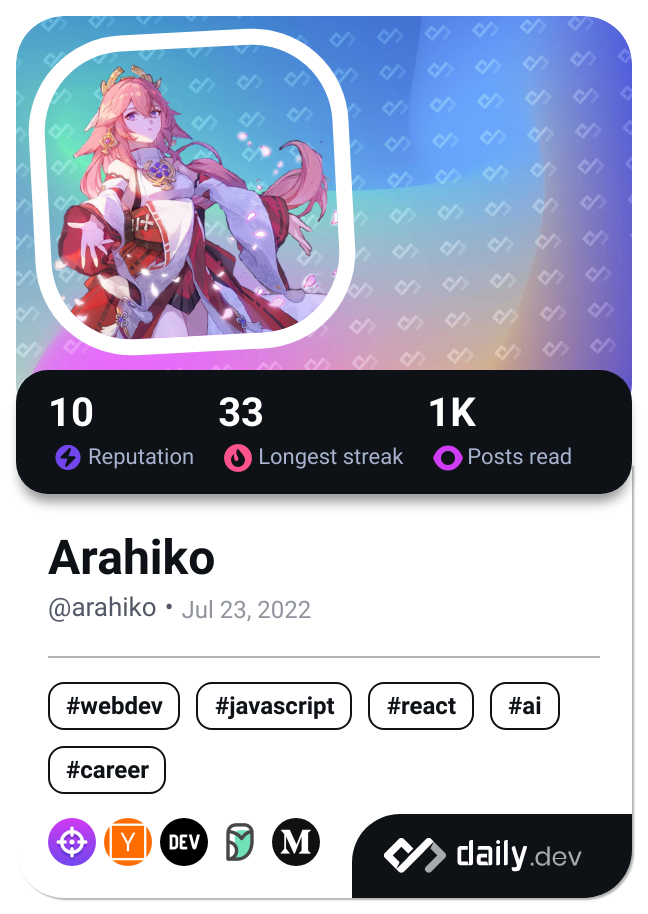 10 33 1K
Reputation Longest streak Posts read
Arahiko
@arahiko • Jul 23, 2022
#webdev #javascript #react #ai
#career
Y DEV M daily.dev